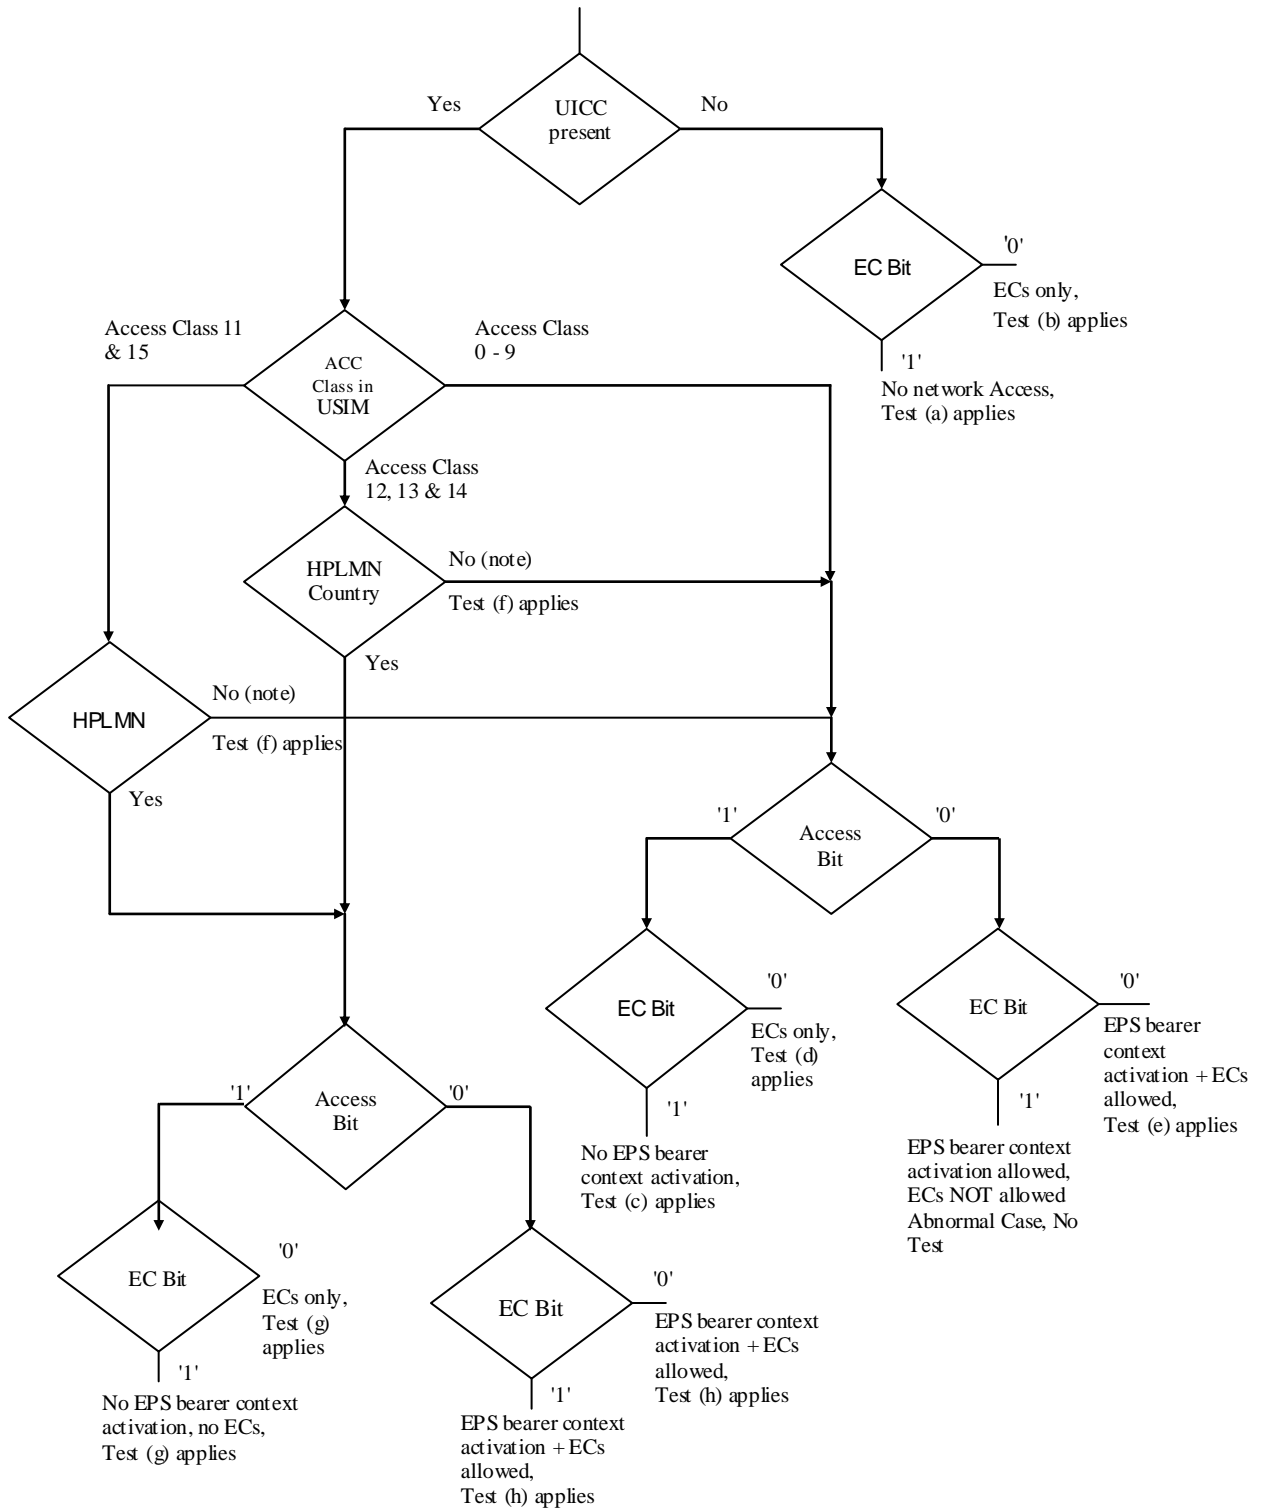 Yes
UICC
present
No
EC Bit
'0'
ECs only,
Test (b) applies
'1'
No network Access,
Test (a) applies
Access Class 11
& 15
ACC
Class in
USIM
Access Class
0 - 9
Access Class
12, 13 & 14
HPLMN
Country
No (note)
Test (f) applies
Yes
HPLMN
No (note)
Test (f) applies
Yes
'1'
Access
Bit
'0'
EC Bit
'0'
ECs only,
Test (d)
applies
'1'
No EPS bearer
context activation,
Test (c) applies
EC Bit
'0'
EPS bearer
context
activation + ECs
allowed,
Test (e) applies
'1'
EPS bearer context
activation allowed,
ECs NOT allowed
Abnormal Case, No
Test
'1'
Access
Bit
'0'
EC Bit
'0'
ECs only,
Test (g)
applies
'1'
No EPS bearer context
activation, no ECs,
Test (g) applies
EC Bit
'0'
EPS bearer context
activation + ECs
allowed,
Test (h) applies
'1'
EPS bearer context
activation + ECs
allowed,
Test (h) applies